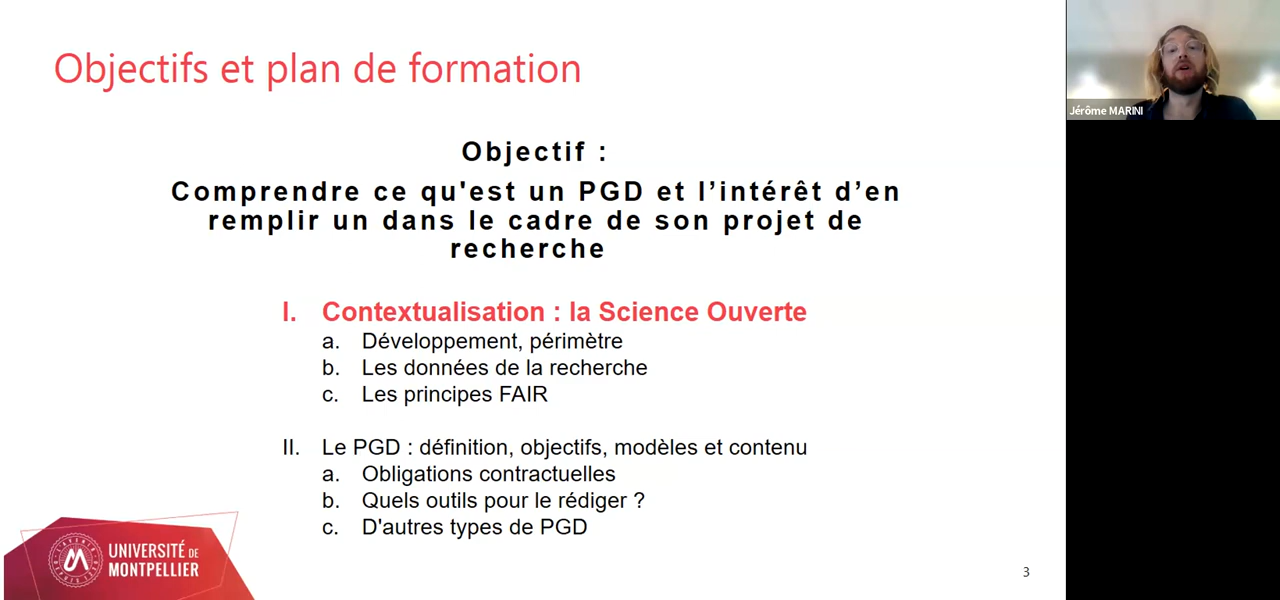 Objectifs et plan de formation
Jérôme MARINI
Objectif :
Comprendre ce qu'est un PGD et l’intérêt d’en
remplir un dans le cadre de son projet de
recherche
I. Contextualisation : la Science Ouverte
a. Développement, périmètre
b. Les données de la recherche
c. Les principes FAIR
II. Le PGD : définition, objectifs, modèles et contenu
a. Obligations contractuelles
b. Quels outils pour le rédiger ?
c. D'autres types de PGD
UNIVERSITÉ DE
MONTPELLIER
3